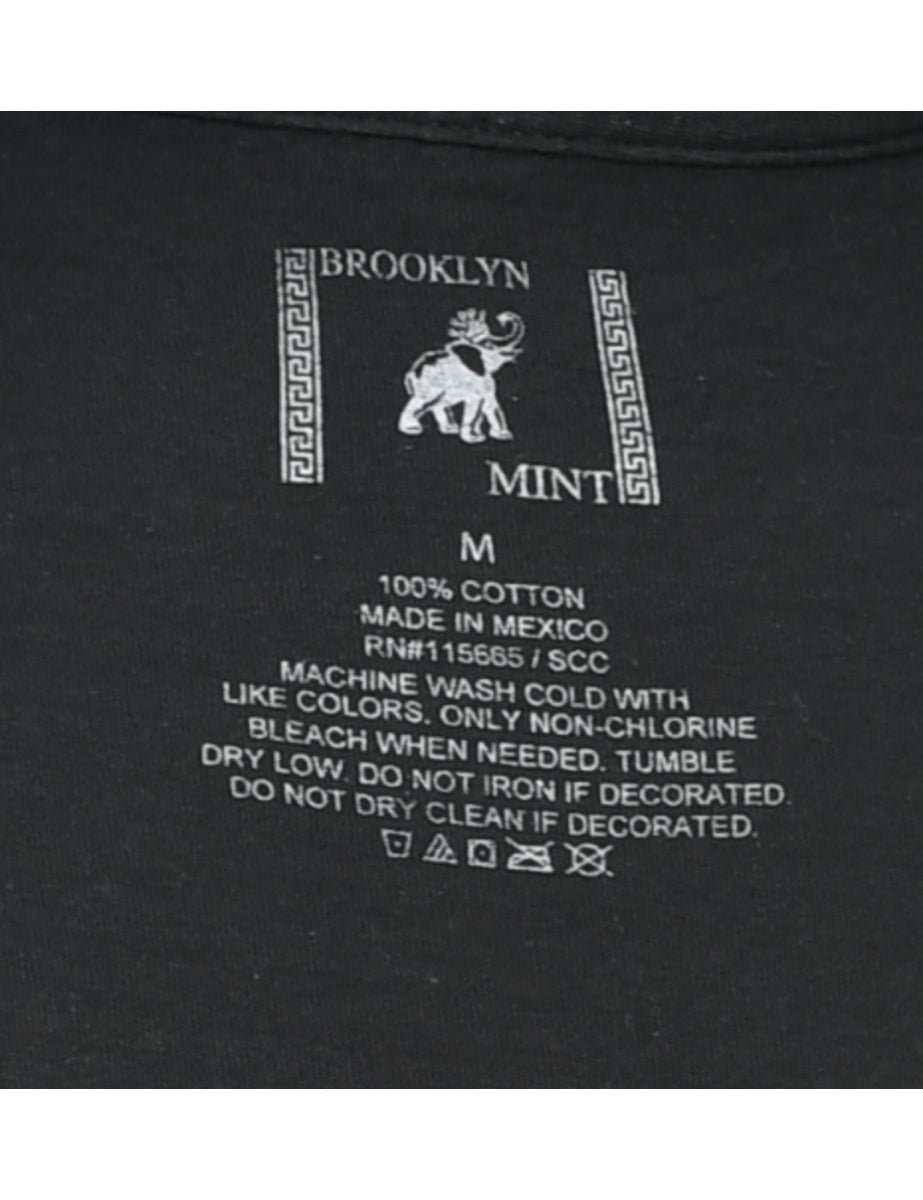 BROOKLYN
MINT
M
100% COTTON
MADE IN MEXICO
RN#115665 / SCC
MACHINE WASH COLD WITH
LIKE COLORS. ONLY NON-CHLORINE
BLEACH WHEN NEEDED. TUMBLE
DRY LOW. DO NOT IRON IF DECORATED.
DO NOT DRY CLEAN IF DECORATED.